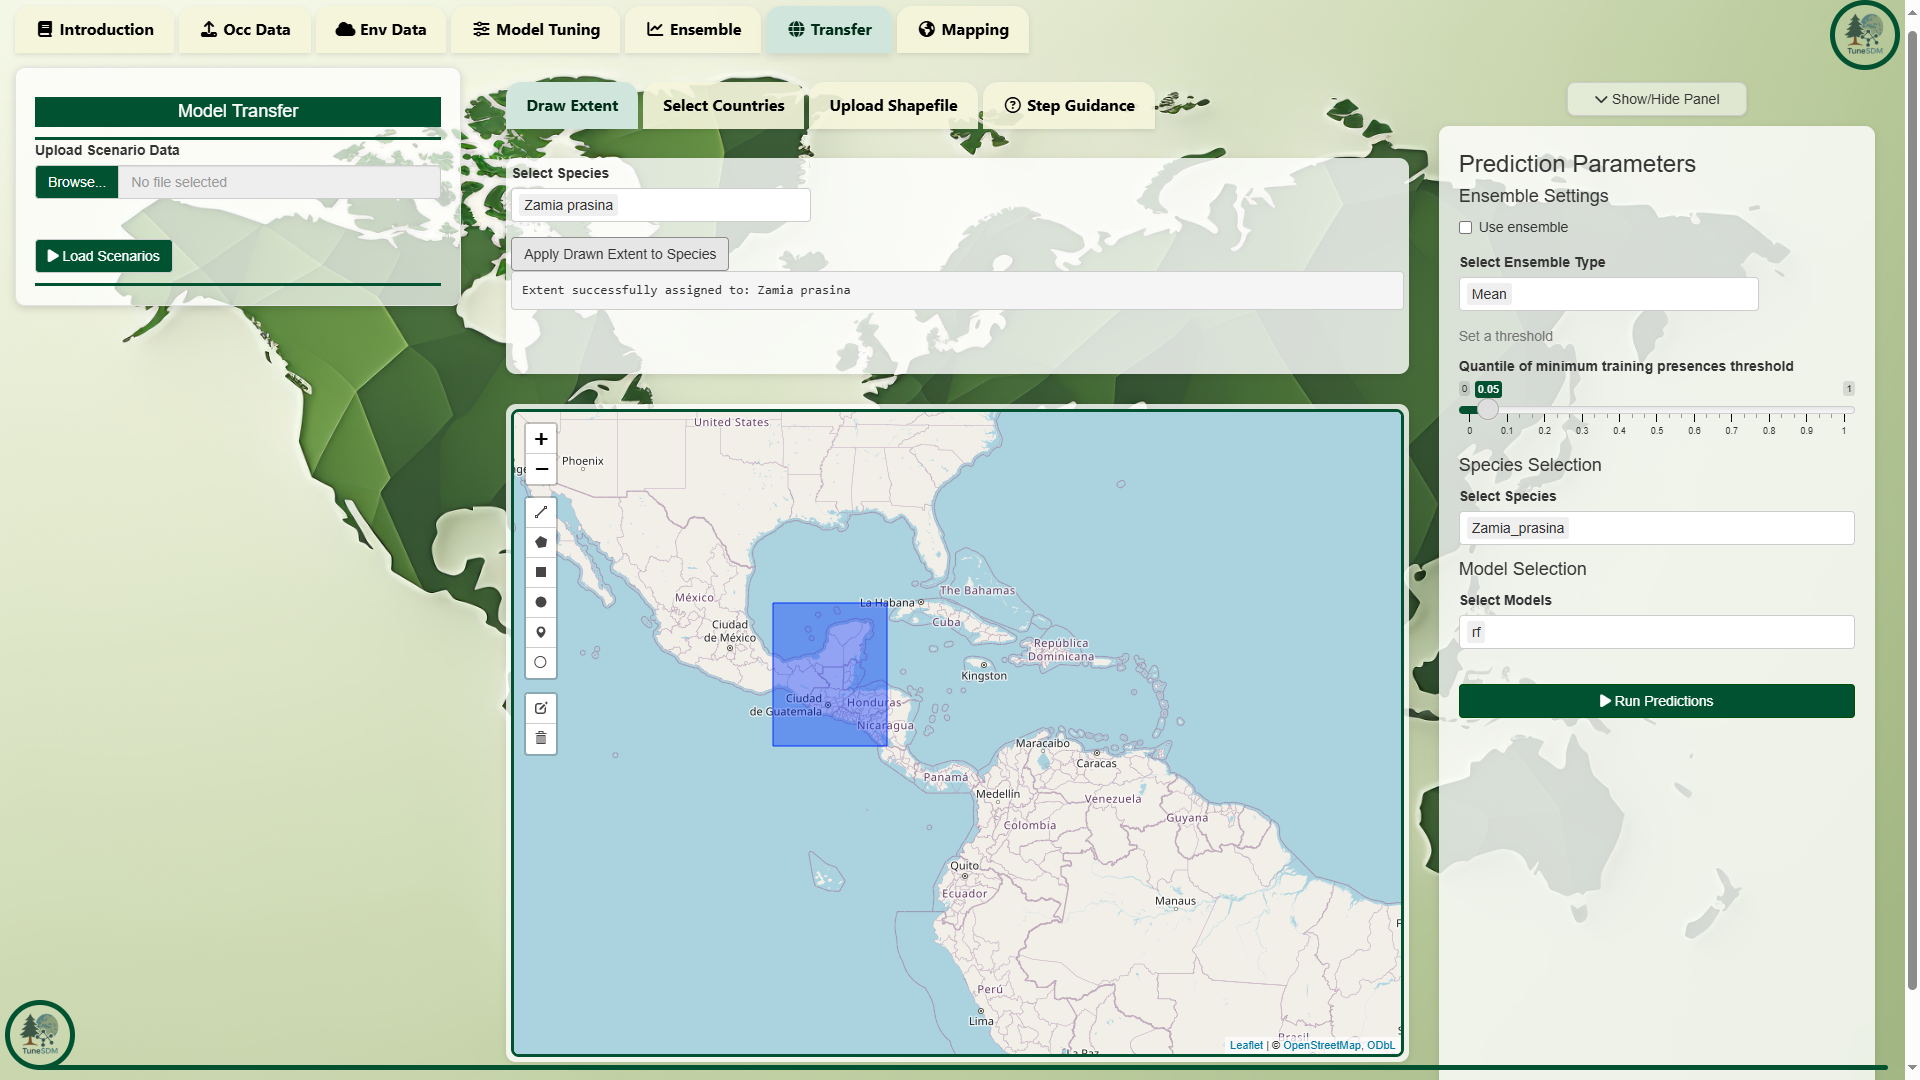 Introduction
Occ Data
Env Data
Model Tuning
Ensemble
Transfer
Mapping
TuneSDM
Model Transfer
Upload Scenario Data
Browse...
No file selected
Load Scenarios
Draw Extent
Select Countries
Upload Shapefile
Step Guidance
Select Species
Zamia prasina
Apply Drawn Extent to Species
Extent successfully assigned to: Zamia prasina
+
−
United States
Phoenix
México
Ciudad
de México
La Habana
The Bahamas
Cuba
República
Dominicana
Kingston
Ciudad
de Guatemala
Honduras
Nicaragua
Maracaibo
Caracas
Panamá
Medellín
Venezuela
Colombia
Guyana
Quito
Ecuador
Manaus
Perú
Lima
Brasil
La Paz
Leaflet | © OpenStreetMap, ODbL
Show/Hide Panel
Prediction Parameters
Ensemble Settings
Use ensemble
Select Ensemble Type
Mean
Set a threshold
Quantile of minimum training presences threshold
0 0.05 1
0 0.1 0.2 0.3 0.4 0.5 0.6 0.7 0.8 0.9 1
Species Selection
Select Species
Zamia_prasina
Model Selection
Select Models
rf
Run Predictions
TuneSDM